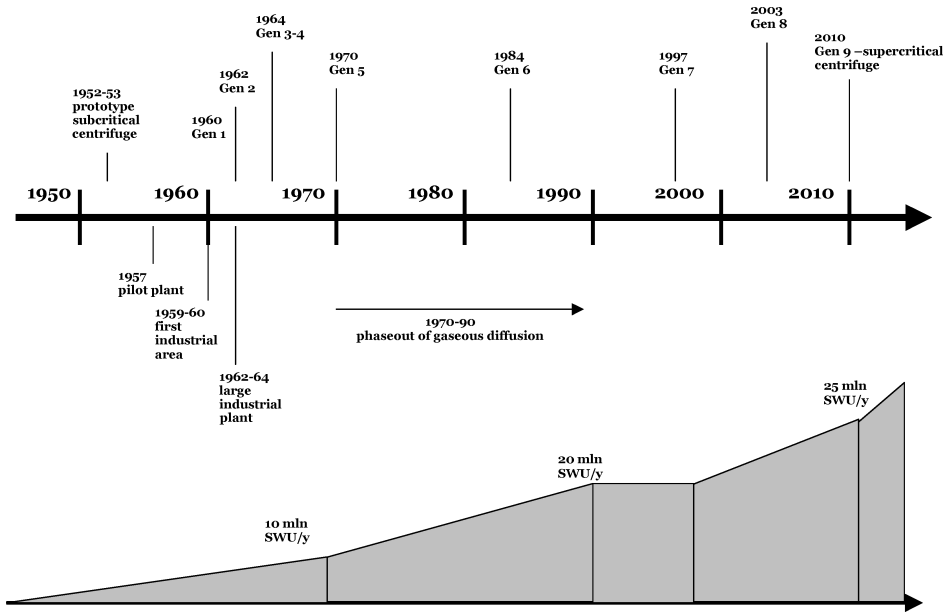 1952-53
prototype
subcritical
centrifuge
1960
Gen 1
1962
Gen 2
1964
Gen 3-4
1970
Gen 5
1984
Gen 6
1997
Gen 7
2003
Gen 8
2010
Gen 9 –supercritical
centrifuge
1950
1960
1970
1980
1990
2000
2010
1957
pilot plant
1959-60
first
industrial
area
1962-64
large
industrial
plant
1970-90
phaseout of gaseous diffusion
10 mln
SWU/y
20 mln
SWU/y
25 mln
SWU/y